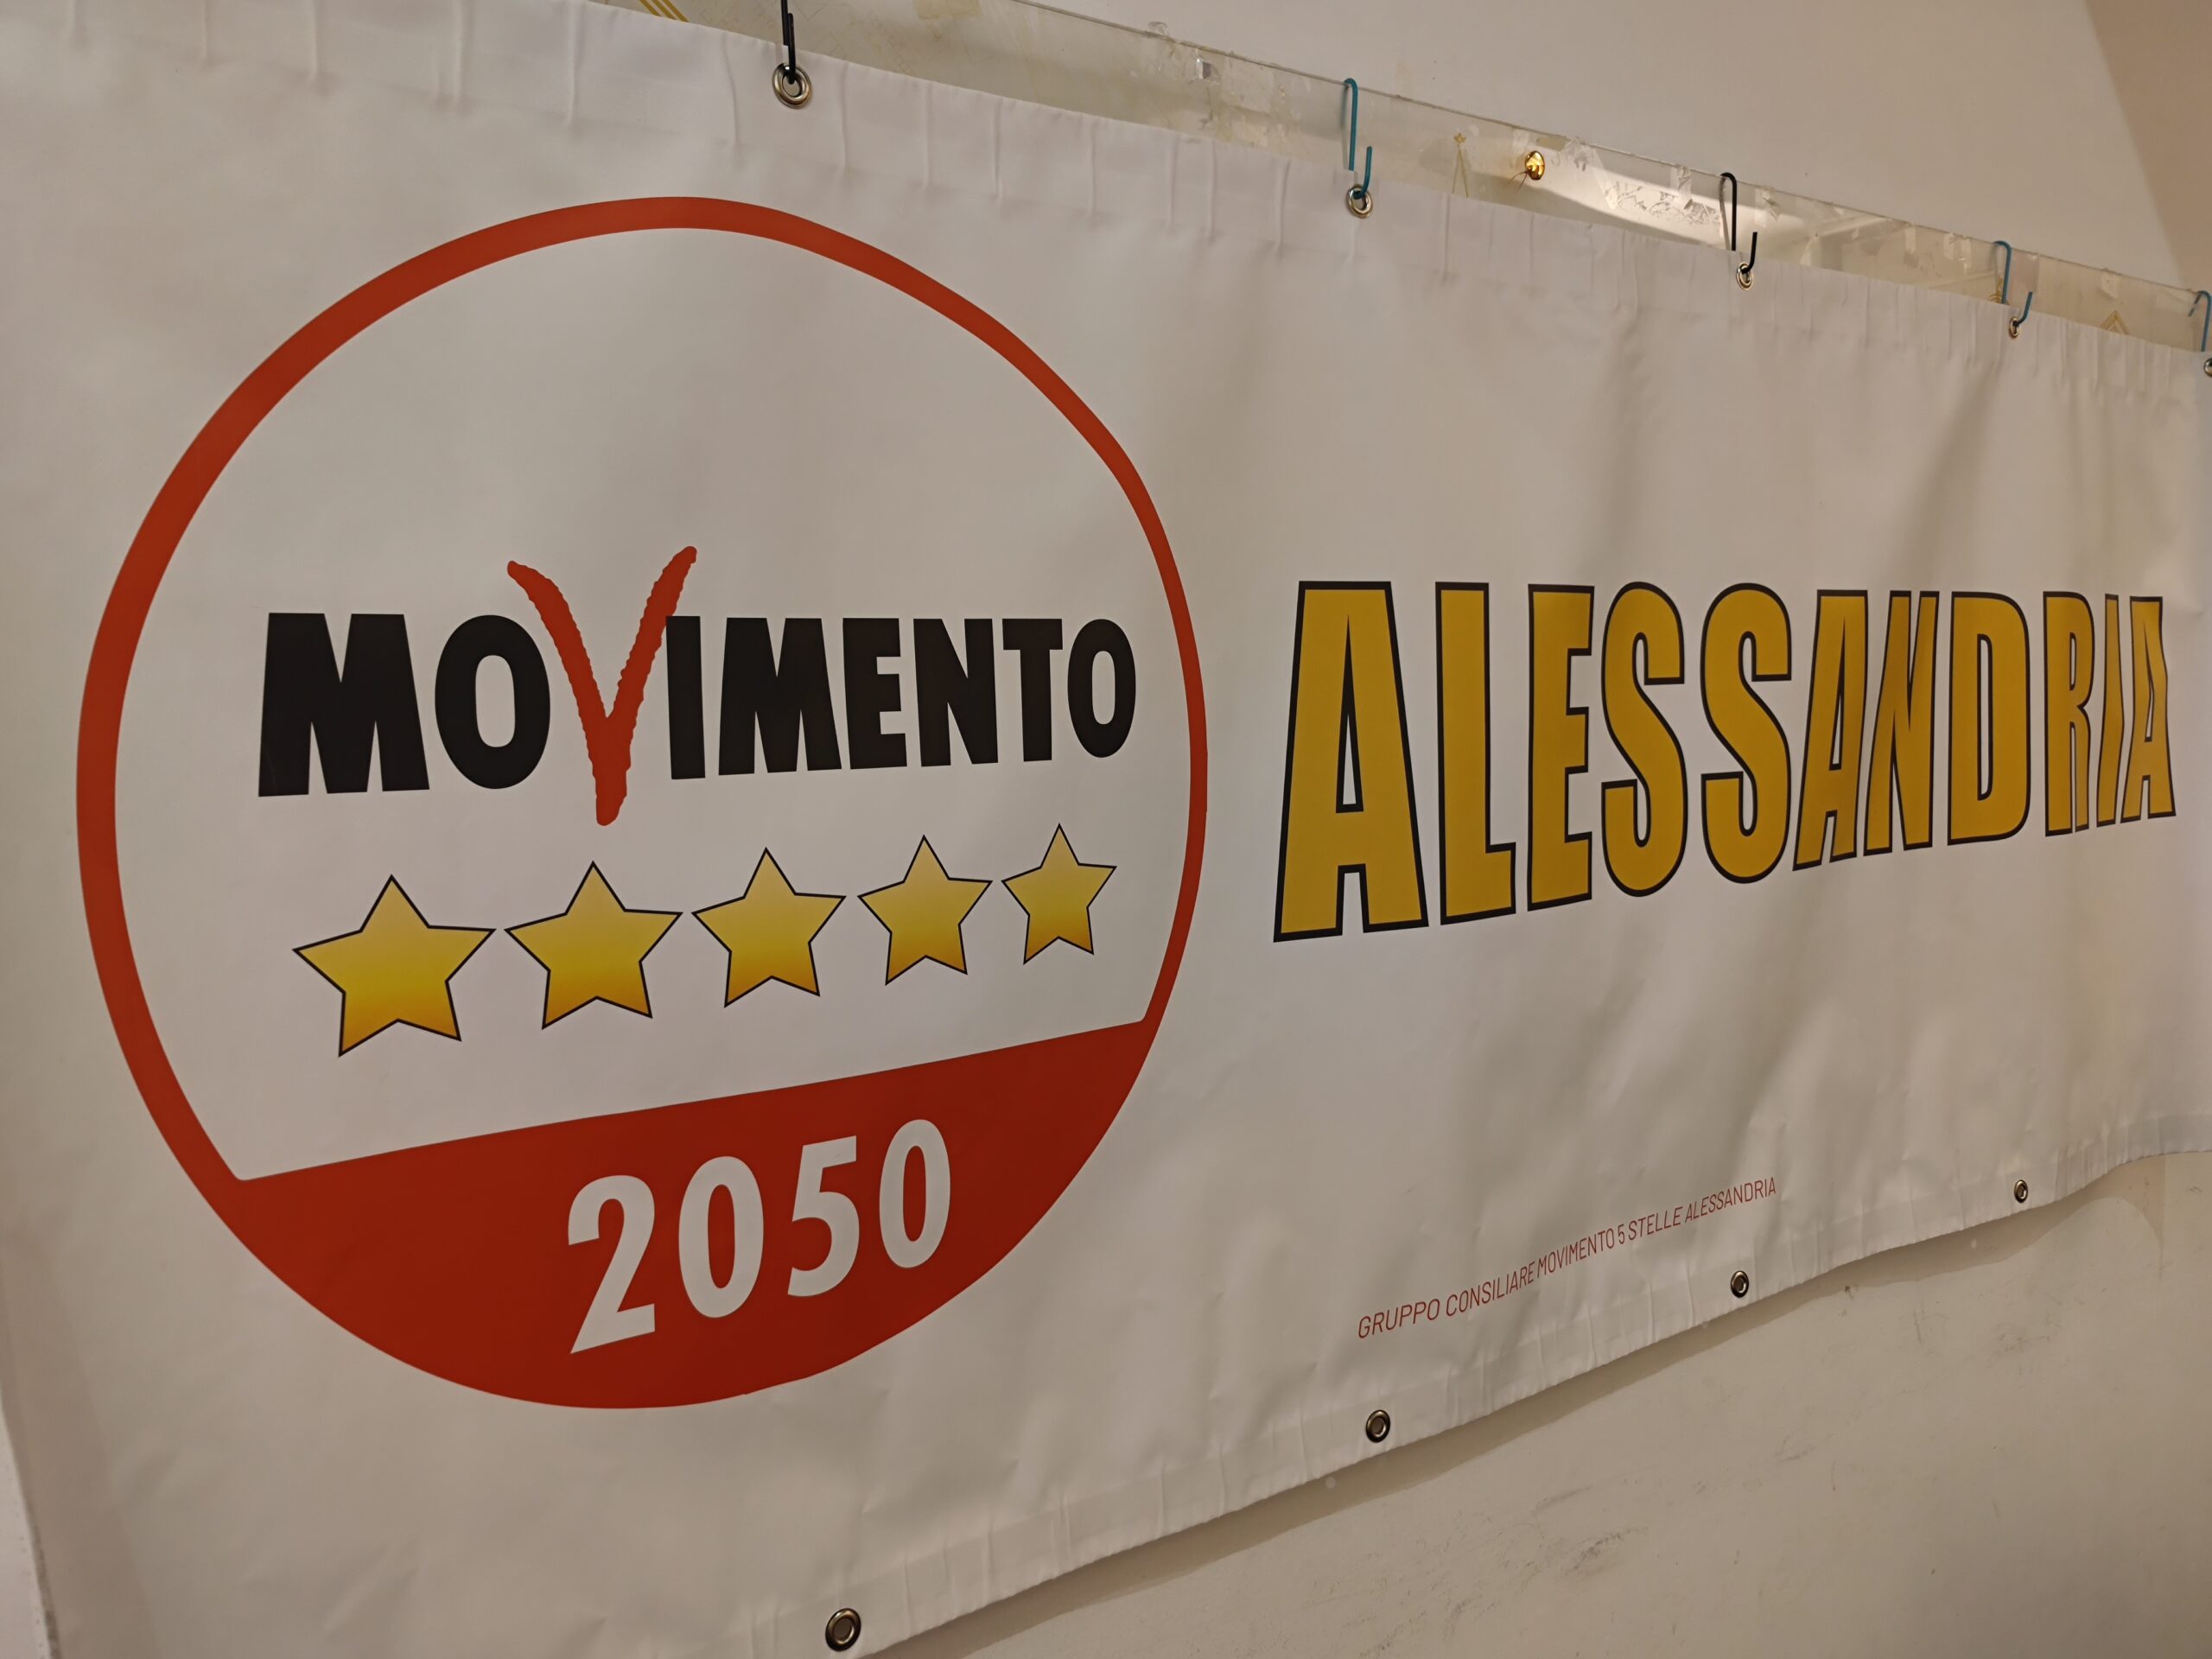 MOVIMENTO
2050
ALESSANDRIA
GRUPPO CONSILIARE MOVIMENTO 5 STELLE ALESSANDRIA